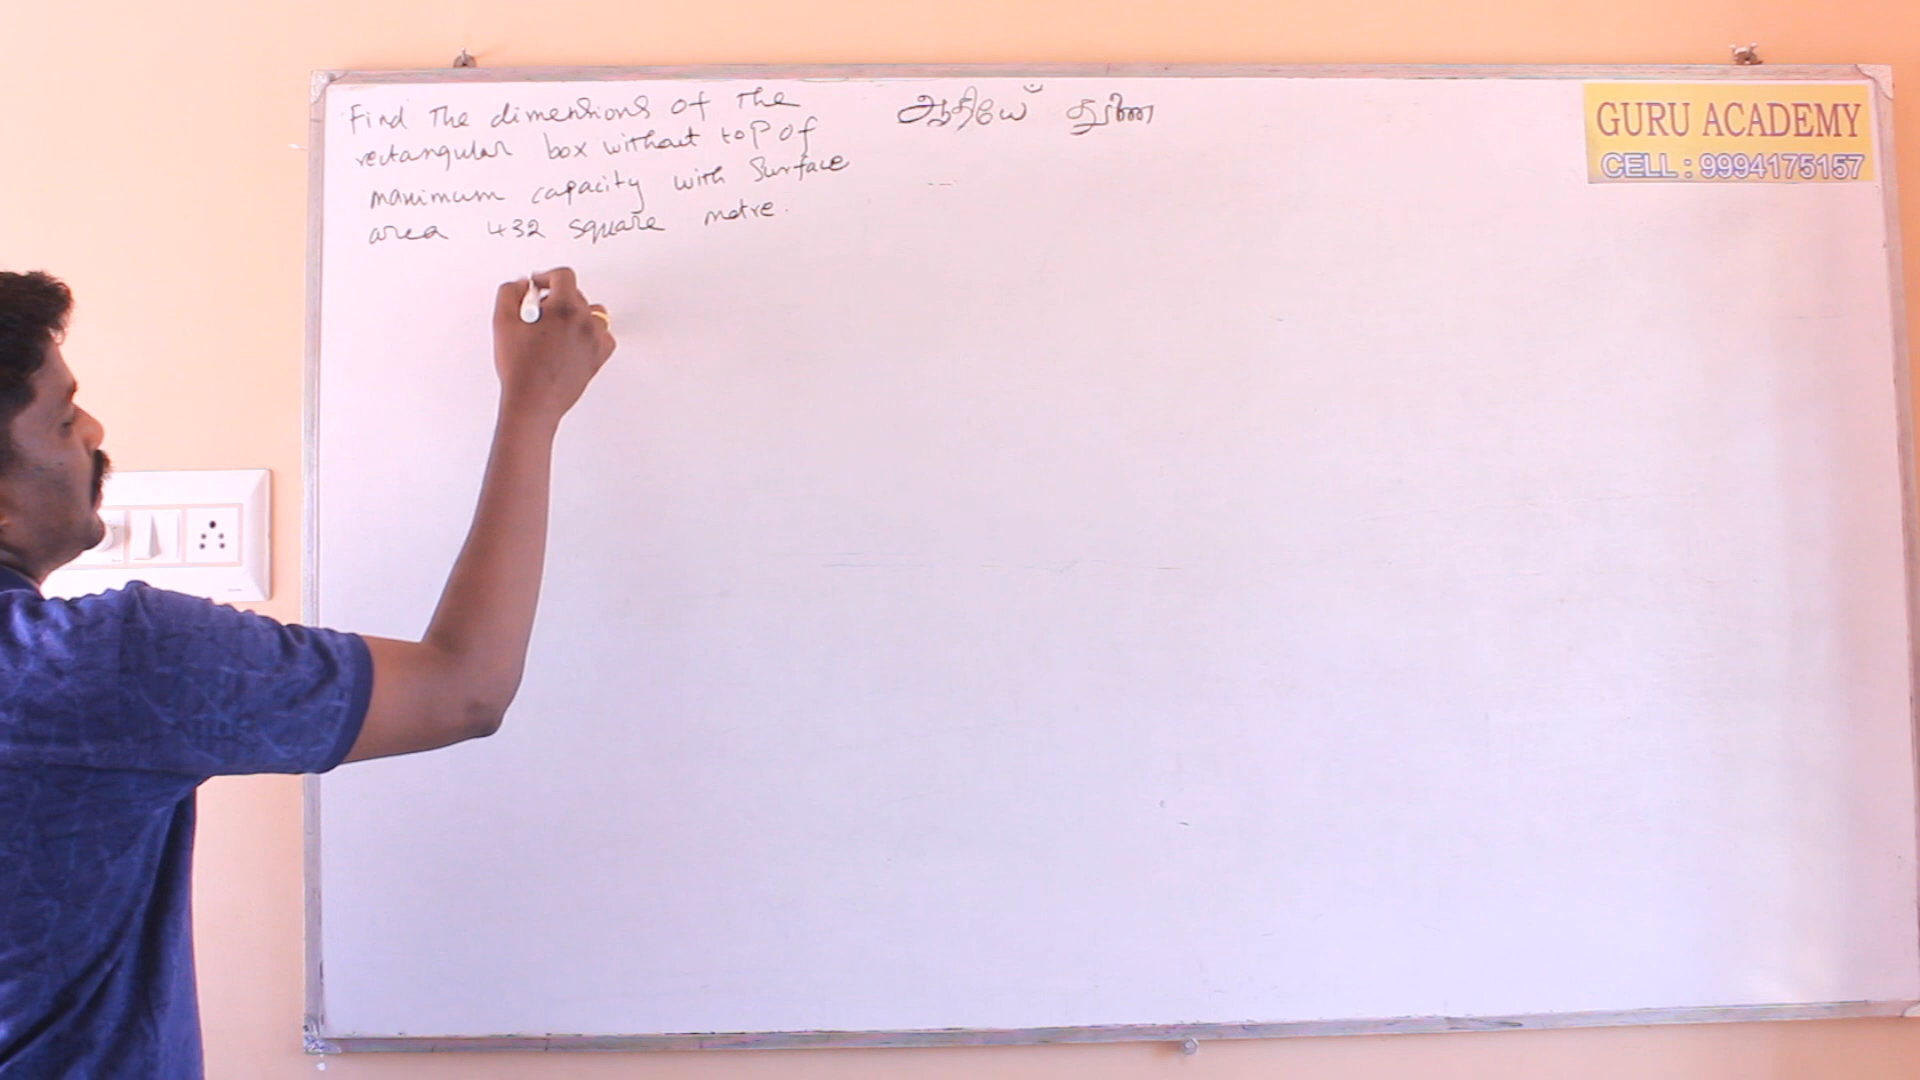 Find The dimensions of The
rectangular box without top of
maximum capacity with Surface
area 432 square metre.
ஆதியே துணை
GURU ACADEMY
CELL : 9994175157